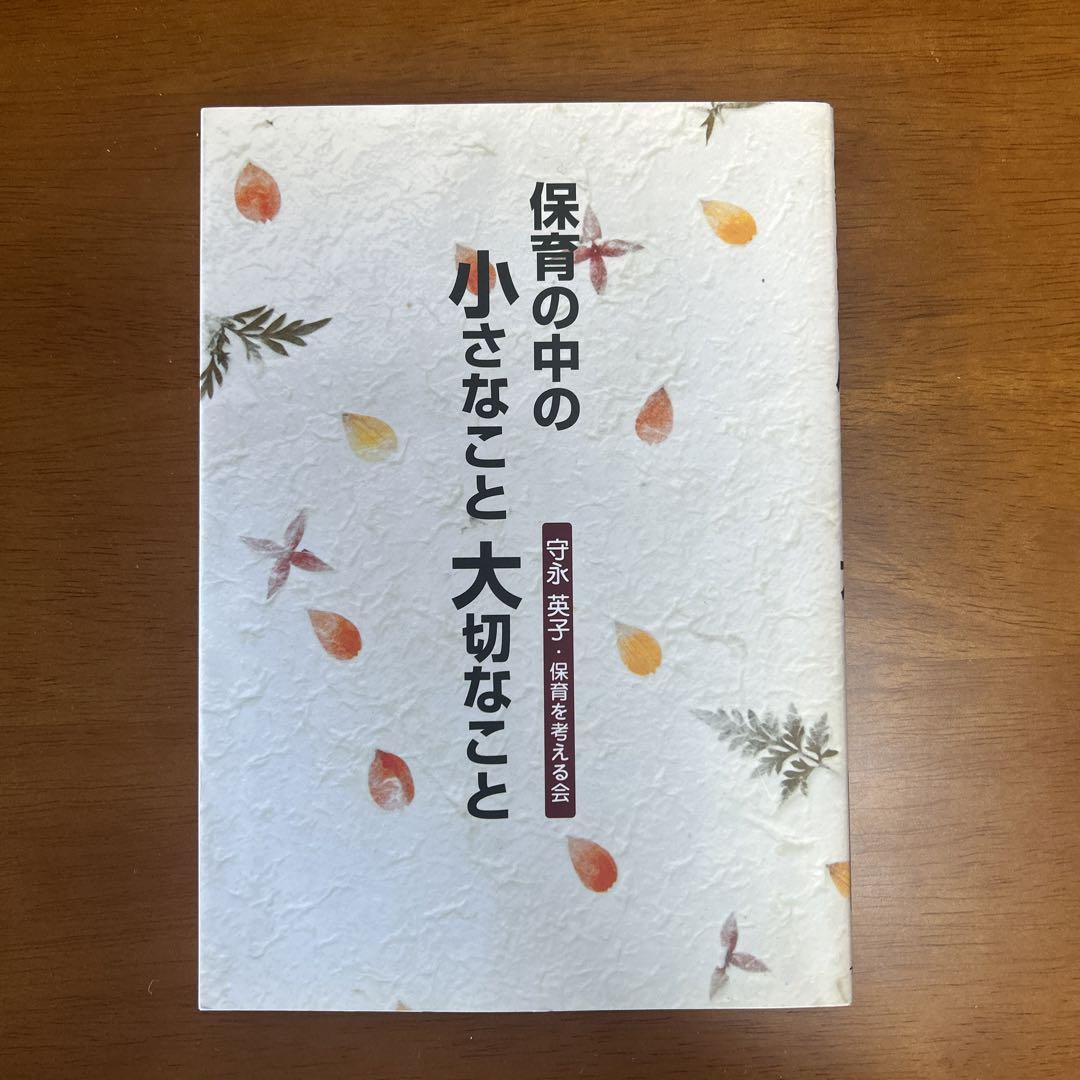 保育の中の
小さなこと 大切なこと
守永 英子・保育を考える会